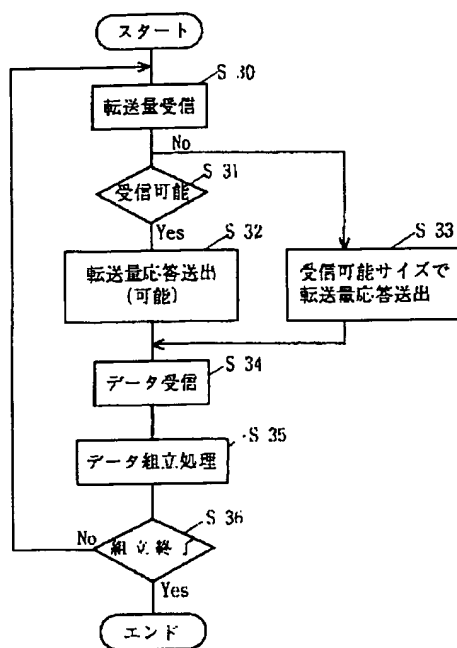 スタート
S 30
転送量受信
No
S 31
受信可能
Yes
S 32
転送量応答送出
(可能)
S 33
受信可能サイズで
転送量応答送出
S 34
データ受信
S 35
データ組立処理
S 36
組立終了
No
Yes
エンド